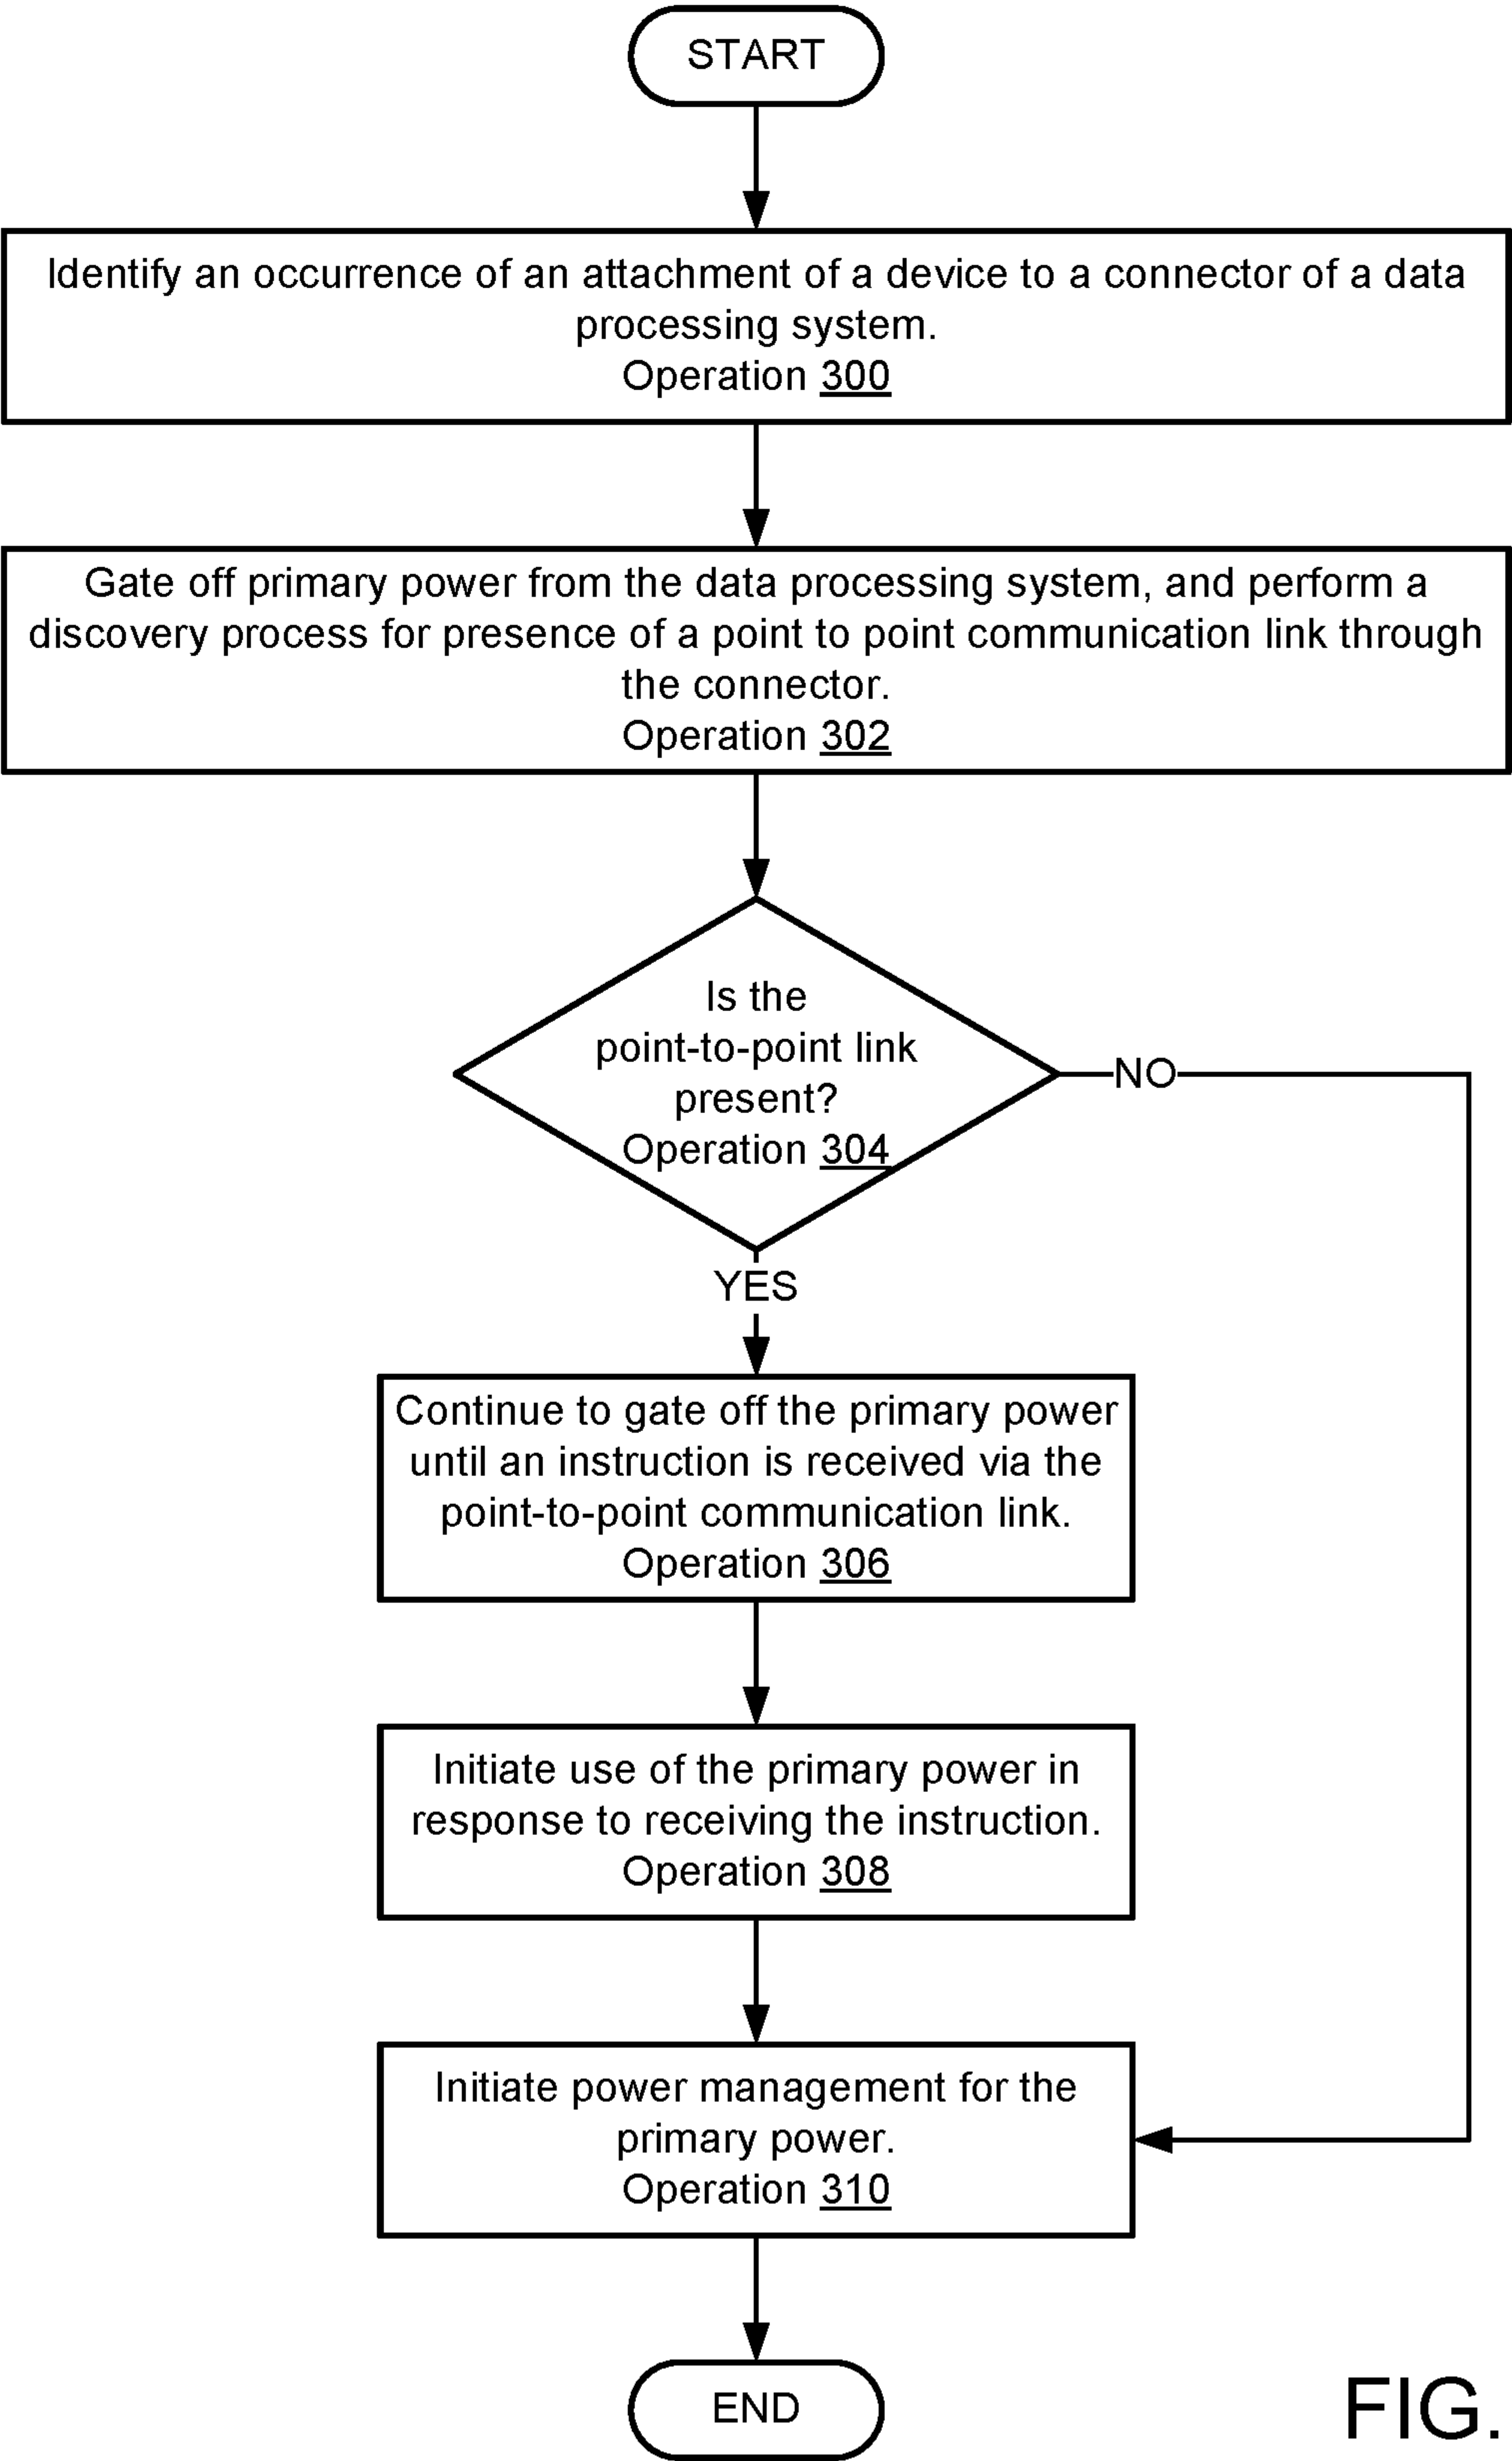 START
Identify an occurrence of an attachment of a device to a connector of a data
processing system.
Operation 300
Gate off primary power from the data processing system, and perform a
discovery process for presence of a point to point communication link through
the connector.
Operation 302
Is the
point-to-point link
present?
Operation 304
NO
YES
Continue to gate off the primary power
until an instruction is received via the
point-to-point communication link.
Operation 306
Initiate use of the primary power in
response to receiving the instruction.
Operation 308
Initiate power management for the
primary power.
Operation 310
END
FIG.